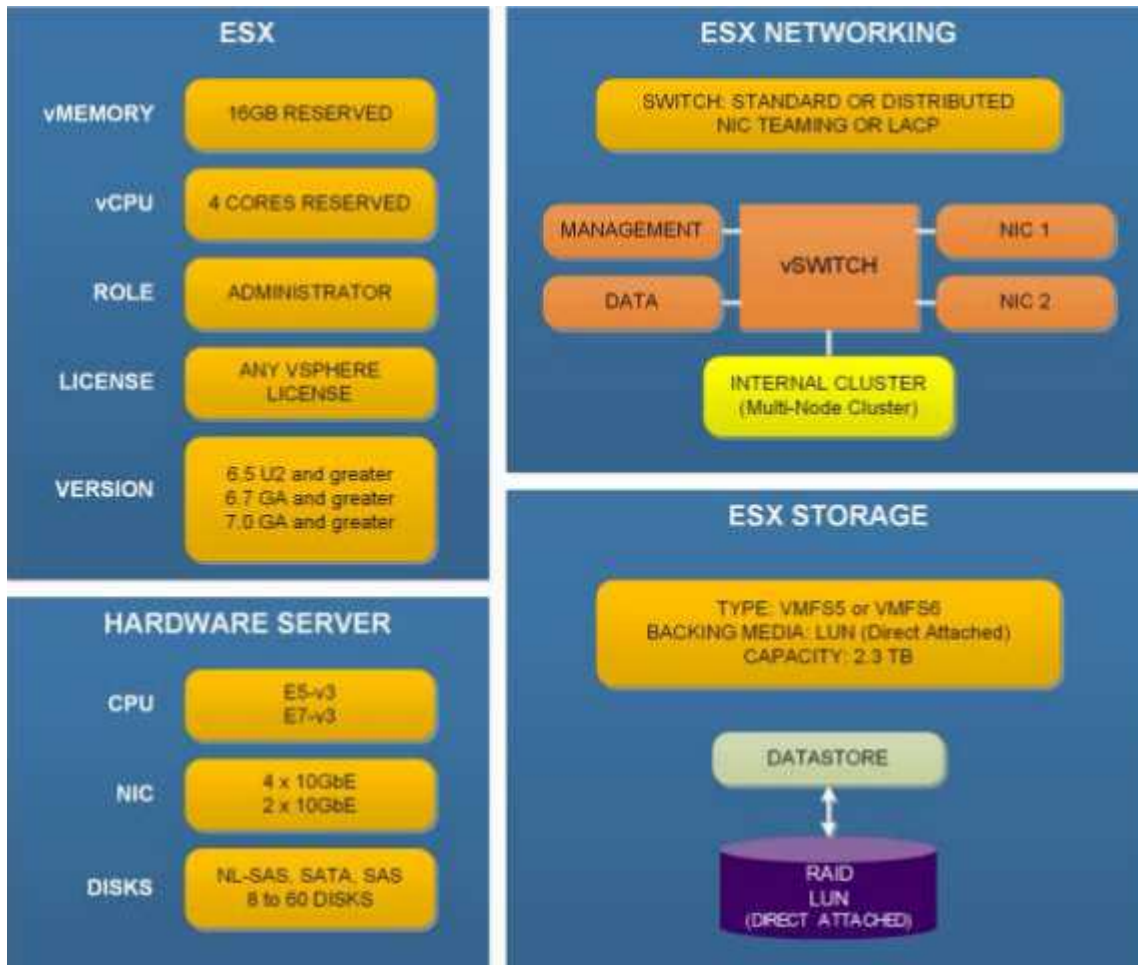 ESX
vMEMORY
16GB RESERVED
vCPU
4 CORES RESERVED
ROLE
ADMINISTRATOR
LICENSE
ANY VSPHERE
LICENSE
VERSION
6.5 U2 and greater
6.7 GA and greater
7.0 GA and greater
HARDWARE SERVER
CPU
E5-v3
E7-v3
NIC
4 x 10GbE
2 x 10GbE
DISKS
NL-SAS, SATA, SAS
8 to 60 DISKS
ESX NETWORKING
SWITCH: STANDARD OR DISTRIBUTED
NIC TEAMING OR LACP
MANAGEMENT
DATA
vSWITCH
NIC 1
NIC 2
INTERNAL CLUSTER
(Multi-Node Cluster)
ESX STORAGE
TYPE: VMFS5 or VMFS6
BACKING MEDIA: LUN (Direct Attached)
CAPACITY: 2.3 TB
DATASTORE
RAID
LUN
(DIRECT ATTACHED)